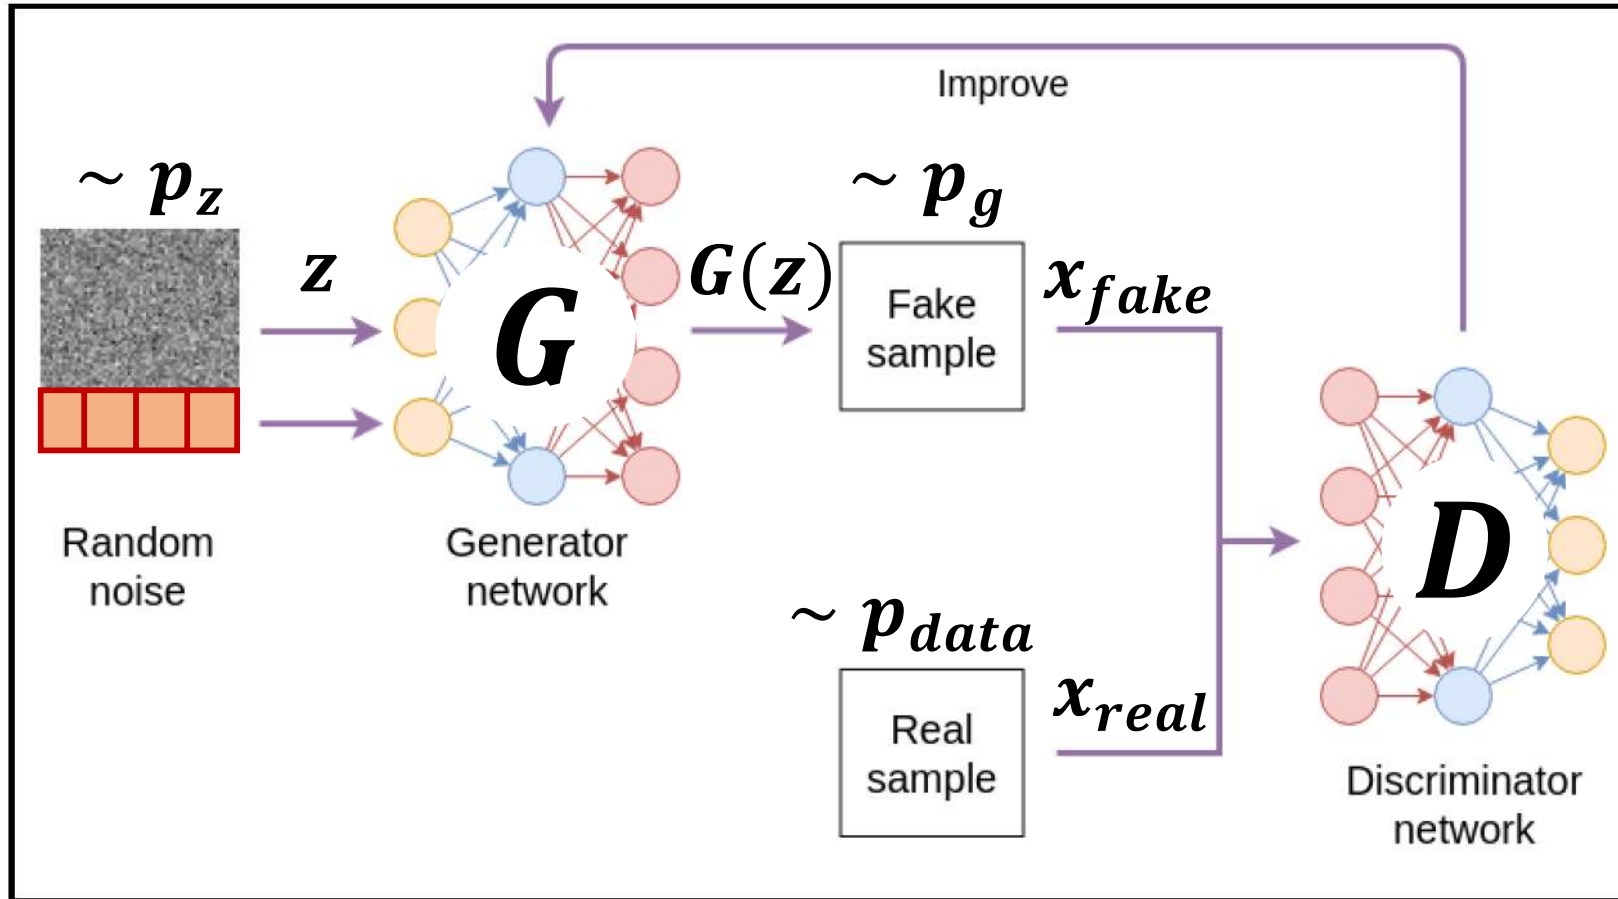 Improve
~ p_z
z
G
G(z)
~ p_g
Fake
sample
x_fake
Random
noise
Generator
network
~ p_data
Real
sample
x_real
D
Discriminator
network